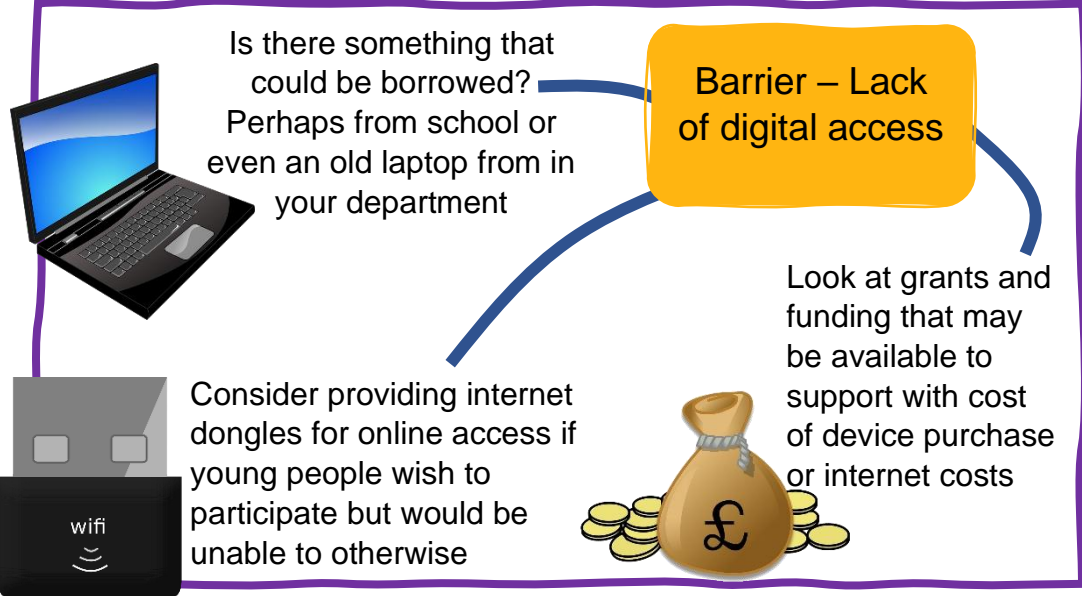 Barrier – Lack
of digital access
Is there something that
could be borrowed?
Perhaps from school or
even an old laptop from in
your department
Look at grants and
funding that may
be available to
support with cost
of device purchase
or internet costs
Consider providing internet
dongles for online access if
young people wish to
participate but would be
unable to otherwise
wifi
£